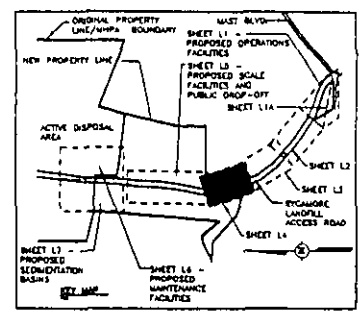 ORIGINAL PROPERTY
LINE/MHPA BOUNDARY
MAST BLVD
NEW PROPERTY LINE
SHEET L1 -
PROPOSED OPERATIONS
FACILITIES
SHEET L5 -
PROPOSED SCALE
FACILITIES AND
PUBLIC DROP-OFF
SHEET L1A
ACTIVE DISPOSAL
AREA
SHEET L2
SHEET L3
SYCAMORE
LANDFILL
ACCESS ROAD
SHEET L4
SHEET L7
PROPOSED
SEDIMENTATION
BASINS
SHEET L6 -
PROPOSED
MAINTENANCE
FACILITIES
KEY MAP